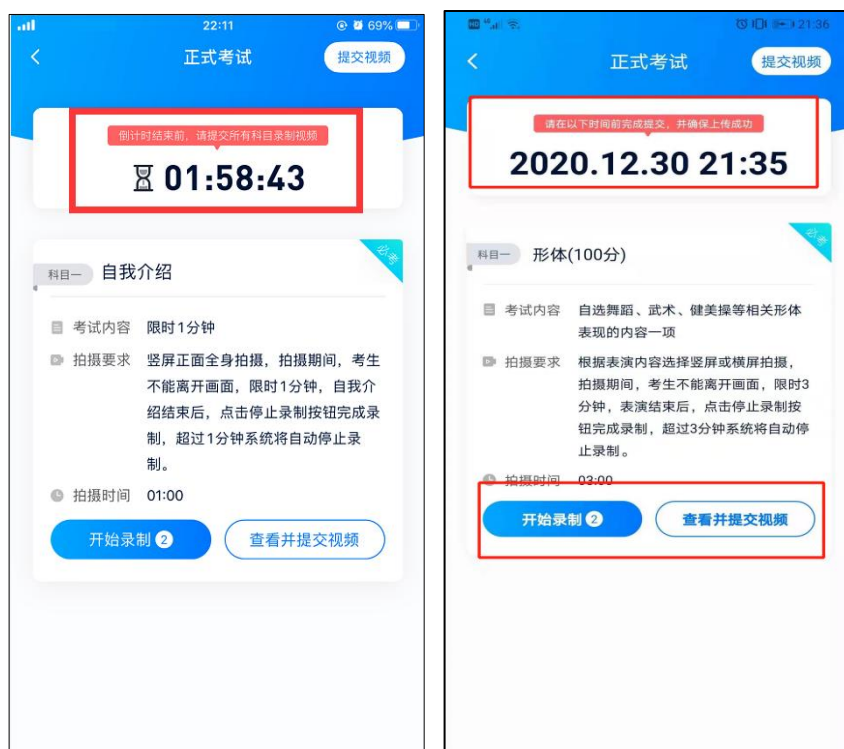 22:11
69%
正式考试
提交视频
倒计时结束前，请提交所有科目录制视频
01:58:43
必考
科目一
自我介绍
考试内容
限时1分钟
拍摄要求
竖屏正面全身拍摄，拍摄期间，考生
不能离开画面，限时1分钟，自我介
绍结束后，点击停止录制按钮完成录
制，超过1分钟系统将自动停止录
制。
拍摄时间
01:00
开始录制 2
查看并提交视频
HD
21:36
正式考试
提交视频
请在以下时间前完成提交，并确保上传成功
2020.12.30 21:35
必考
科目一
形体(100分)
考试内容
自选舞蹈、武术、健美操等相关形体
表现的内容一项
拍摄要求
根据表演内容选择竖屏或横屏拍摄，
拍摄期间，考生不能离开画面，限时3
分钟，表演结束后，点击停止录制按
钮完成录制，超过3分钟系统将自动停
止录制。
拍摄时间
03:00
开始录制 2
查看并提交视频